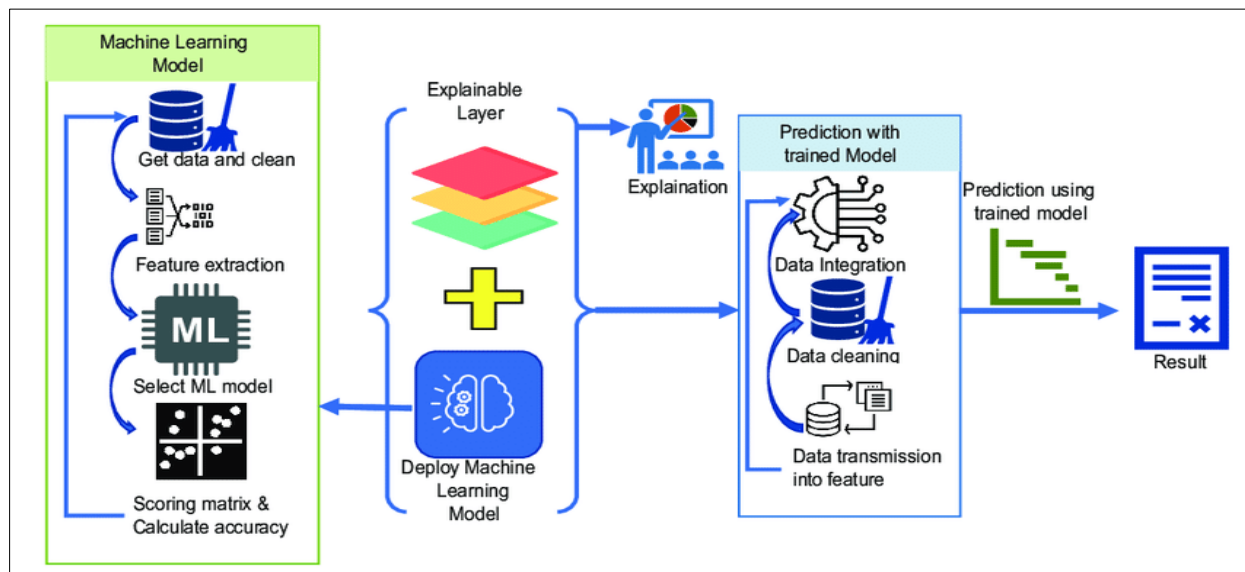 Machine Learning
Model
Get data and clean
Feature extraction
ML
Select ML model
Scoring matrix &
Calculate accuracy
Explainable
Layer
Deploy Machine
Learning
Model
Explaination
Prediction with
trained Model
Data Integration
Data cleaning
Data transmission
into feature
Prediction using
trained model
Result